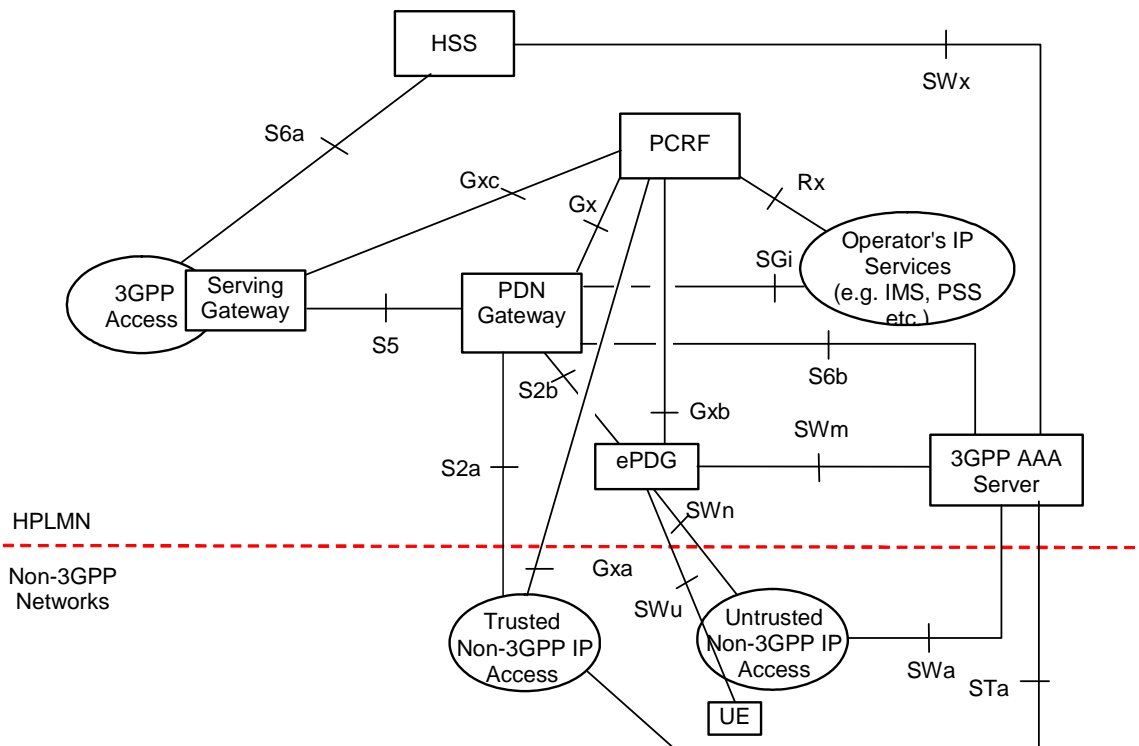 HSS
SWx
S6a
PCRF
Gxc
Rx
Gx
Operator's IP
Services
(e.g. IMS, PSS
etc.)
SGi
3GPP
Access
Serving
Gateway
PDN
Gateway
S5
S6b
S2b
Gxb
SWm
ePDG
3GPP AAA
Server
S2a
SWn
HPLMN
Non-3GPP
Networks
Gxa
SWu
Trusted
Non-3GPP IP
Access
Untrusted
Non-3GPP IP
Access
SWa
STa
UE